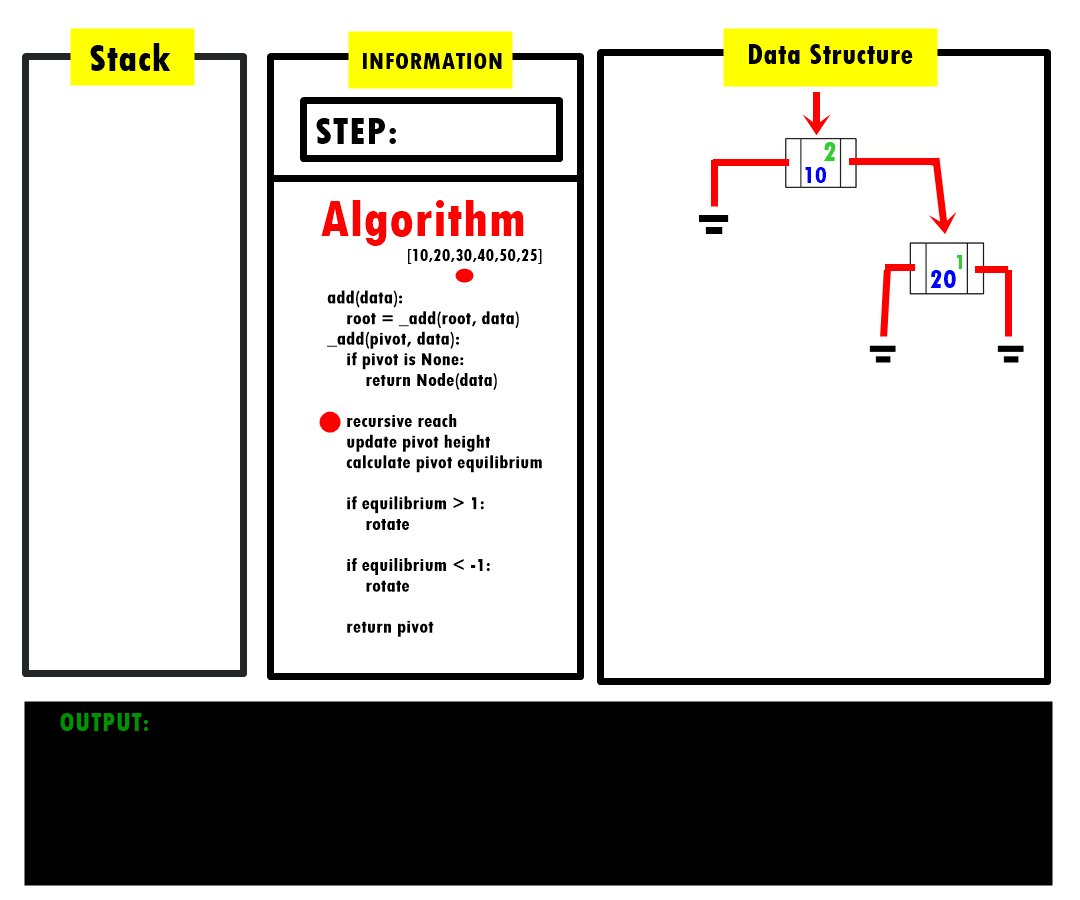 Stack
INFORMATION
STEP:
Algorithm
[10,20,30,40,50,25]
add(data):
root = _add(root, data)
_add(pivot, data):
if pivot is None:
return Node(data)
recursive reach
update pivot height
calculate pivot equilibrium
if equilibrium > 1:
rotate
if equilibrium < -1:
rotate
return pivot
Data Structure
2
10
1
20
OUTPUT: